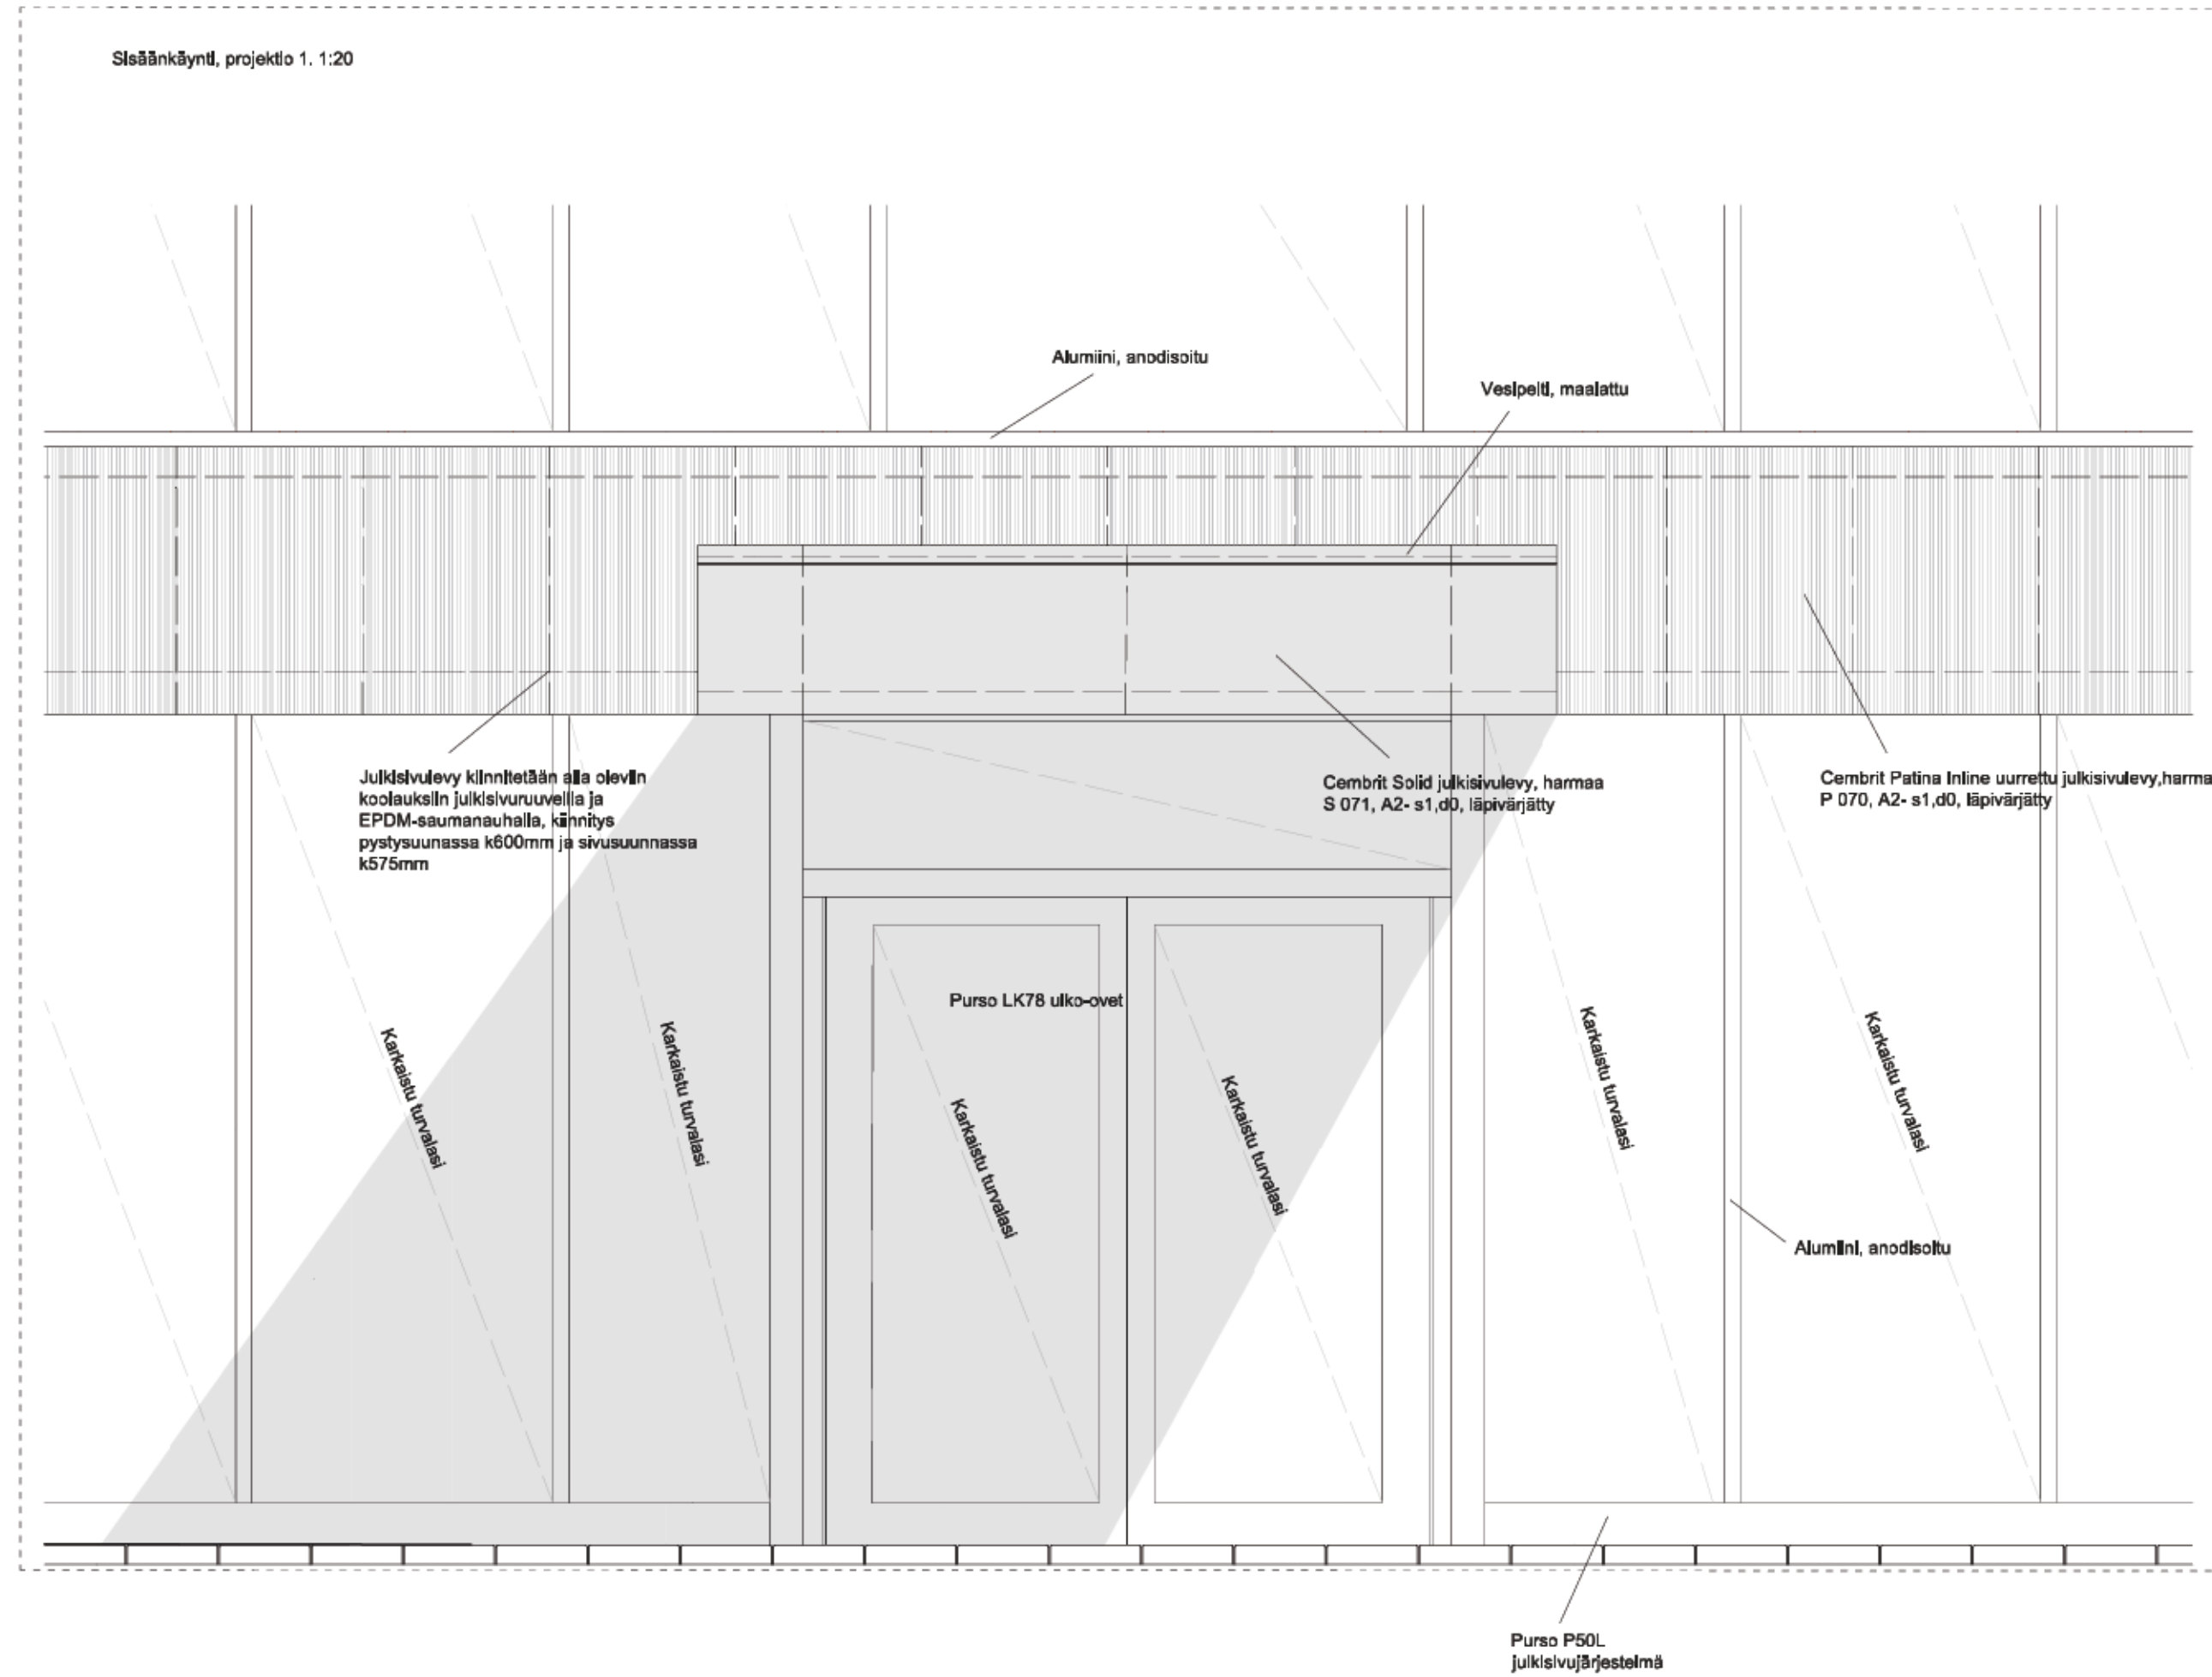 Sisäänkäynti, projektio 1. 1:20
Alumiini, anodisoitu
Vesipelti, maalattu
Julkisivulevy kiinnitetään alla oleviin
koolauksiin julkisivuruuveilla ja
EPDM-saumanauhalla, kiinnitys
pystysuunassa k600mm ja sivusuunnassa
k575mm
Cembrit Solid julkisivulevy, harmaa
S 071, A2- s1,d0, läpivärjätty
Cembrit Patina Inline uurrettu julkisivulevy,harma
P 070, A2- s1,d0, läpivärjätty
Purso LK78 ulko-ovet
Karkaistu turvalasi
Karkaistu turvalasi
Karkaistu turvalasi
Karkaistu turvalasi
Karkaistu turvalasi
Karkaistu turvalasi
Alumiini, anodisoitu
Purso P50L
julkisivujärjestelmä